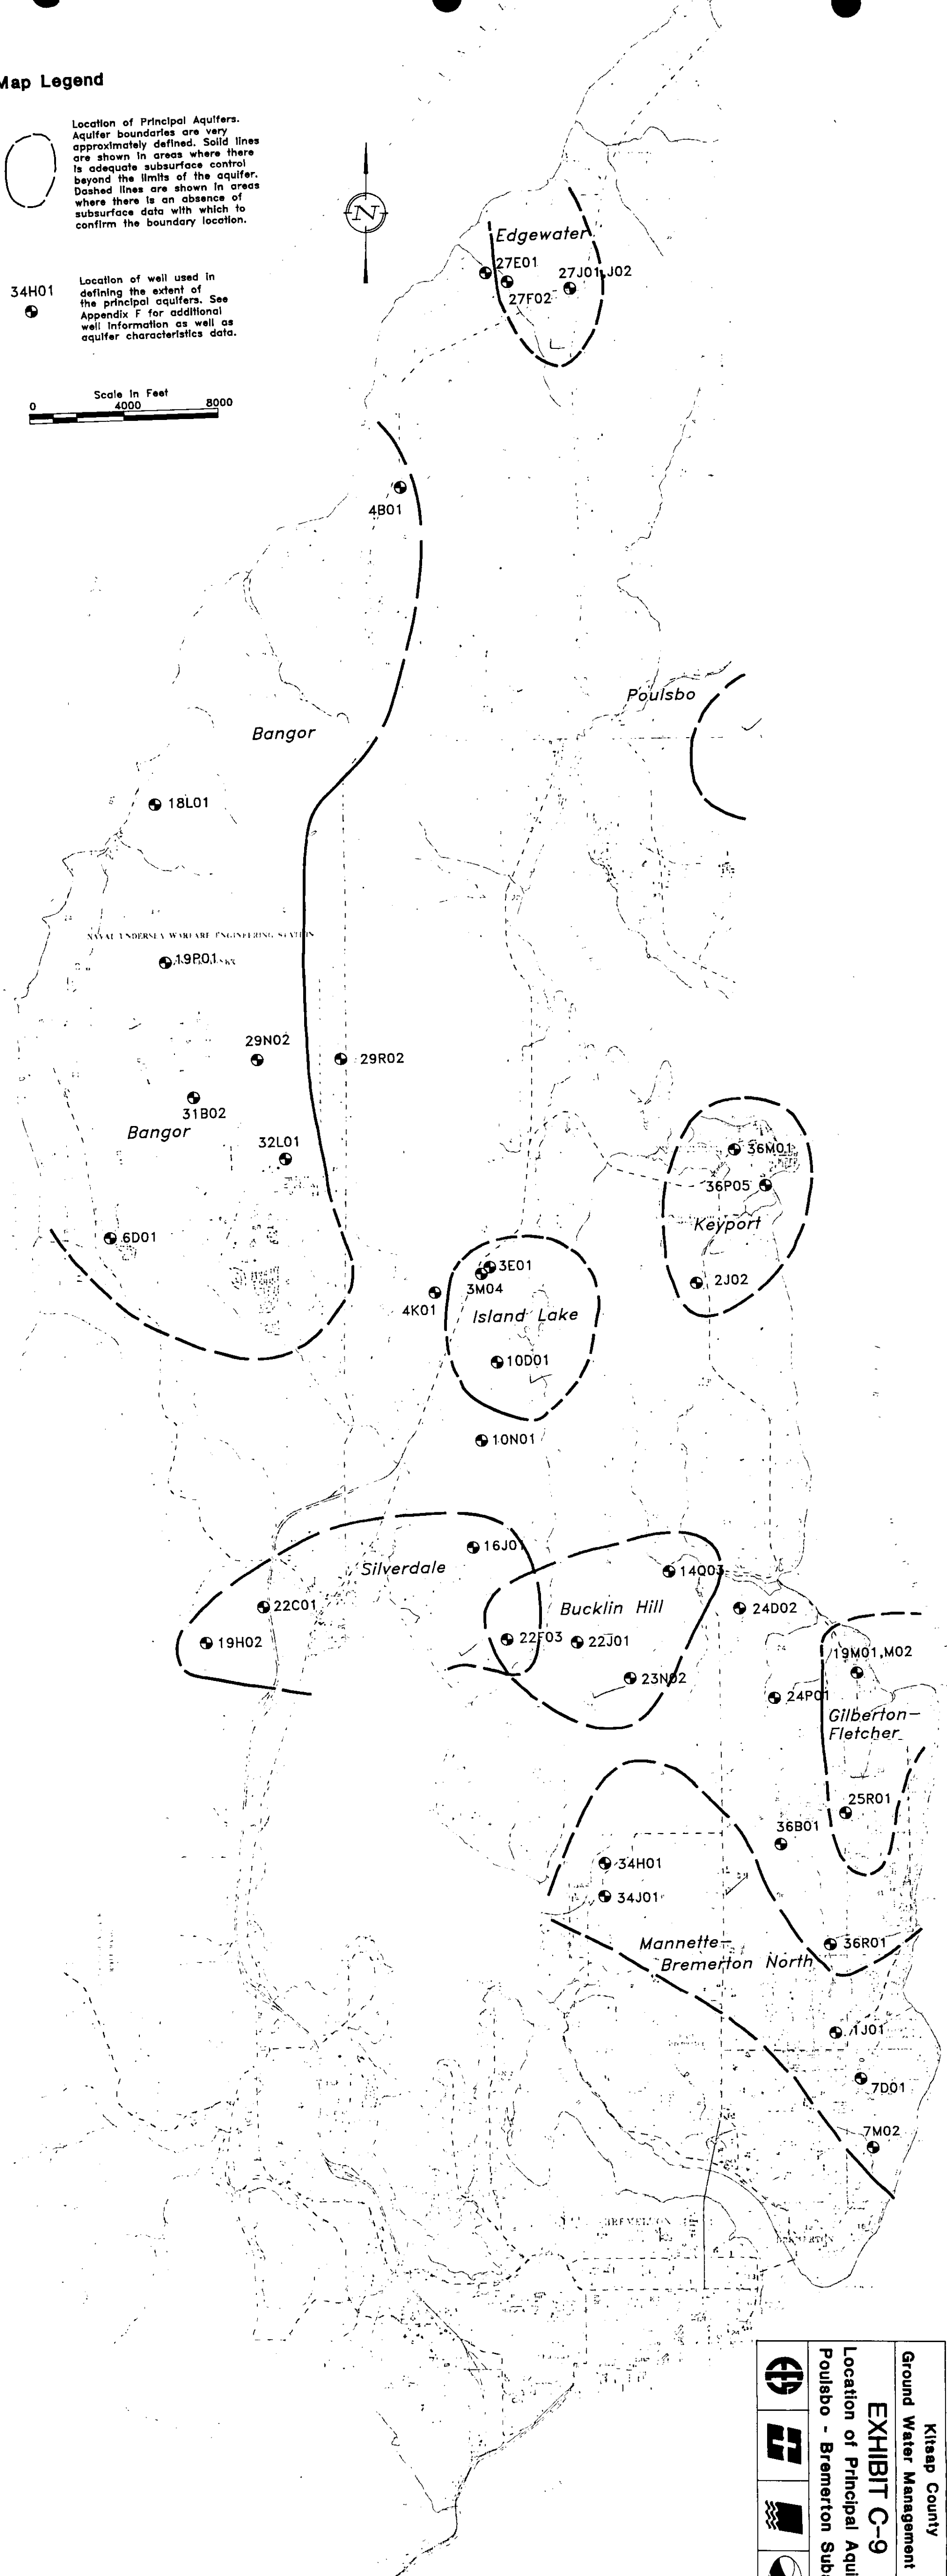 Map Legend
Location of Principal Aquifers.
Aquifer boundaries are very
approximately defined. Solid lines
are shown in areas where there
is adequate subsurface control
beyond the limits of the aquifer.
Dashed lines are shown in areas
where there is an absence of
subsurface data with which to
confirm the boundary location.
34H01
Location of well used in
defining the extent of
the principal aquifers. See
Appendix F for additional
well information as well as
aquifer characteristics data.
Scale in Feet
0 4000 8000
N
Edgewater
27E01
27J01,J02
27F02
4B01
Poulsbo
Bangor
18L01
NAVAL UNDERSEA WARFARE ENGINEERING STATION
19P01
29N02
29R02
31B02
Bangor
32L01
36M01
36P05
Keyport
6D01
3E01
3M04
2J02
4K01
Island Lake
10D01
10N01
16J01
Silverdale
14Q03
22C01
Bucklin Hill
24D02
19H02
22F03
22J01
19M01,M02
23N02
24P01
Gilberton-
Fletcher
25R01
36B01
34H01
34J01
Mannette-
Bremerton North
36R01
1J01
7D01
7M02
BREMERTON
Kitsap County
Ground Water Management
EXHIBIT C-9
Location of Principal Aqui
Poulsbo - Bremerton Sub